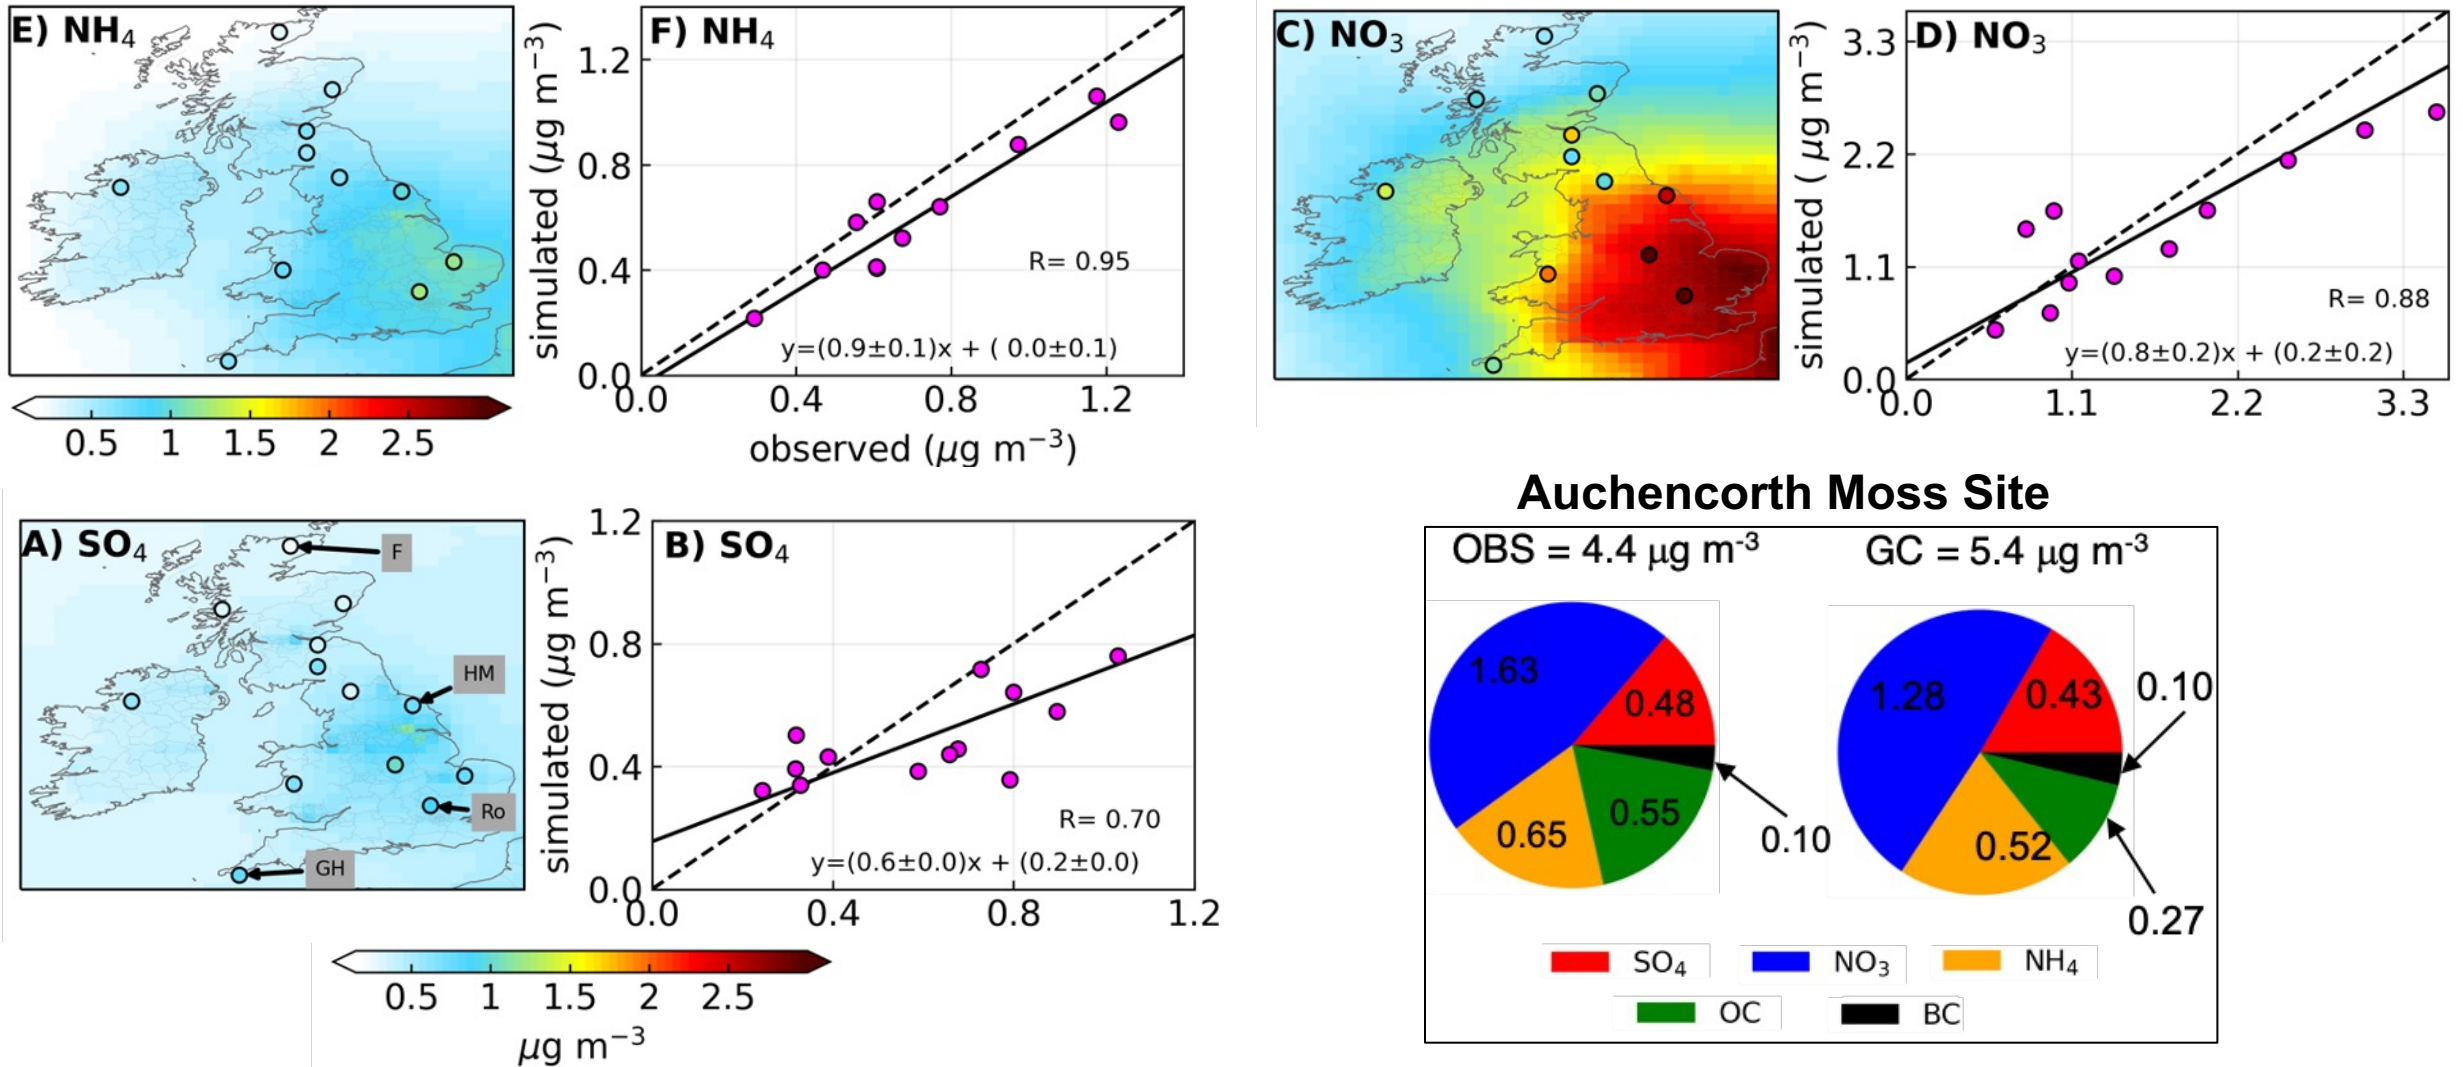 E) NH4
0.5 1 1.5 2 2.5
F) NH4
simulated (μg m−3)
1.2
0.8
0.4
0.0
R= 0.95
y=(0.9±0.1)x + ( 0.0±0.1)
0.0 0.4 0.8 1.2
observed (μg m−3)
C) NO3
D) NO3
simulated ( μg m−3)
3.3
2.2
1.1
0.0
R= 0.88
y=(0.8±0.2)x + (0.2±0.2)
0.0 1.1 2.2 3.3
A) SO4
F
HM
Ro
GH
B) SO4
simulated (μg m−3)
1.2
0.8
0.4
0.0
R= 0.70
y=(0.6±0.0)x + (0.2±0.0)
0.0 0.4 0.8 1.2
0.5 1 1.5 2 2.5
μg m−3
Auchencorth Moss Site
OBS = 4.4 μg m-3
GC = 5.4 μg m-3
1.63
0.48
0.65
0.55
0.10
1.28
0.43
0.10
0.52
0.27
SO4 NO3 NH4
OC BC